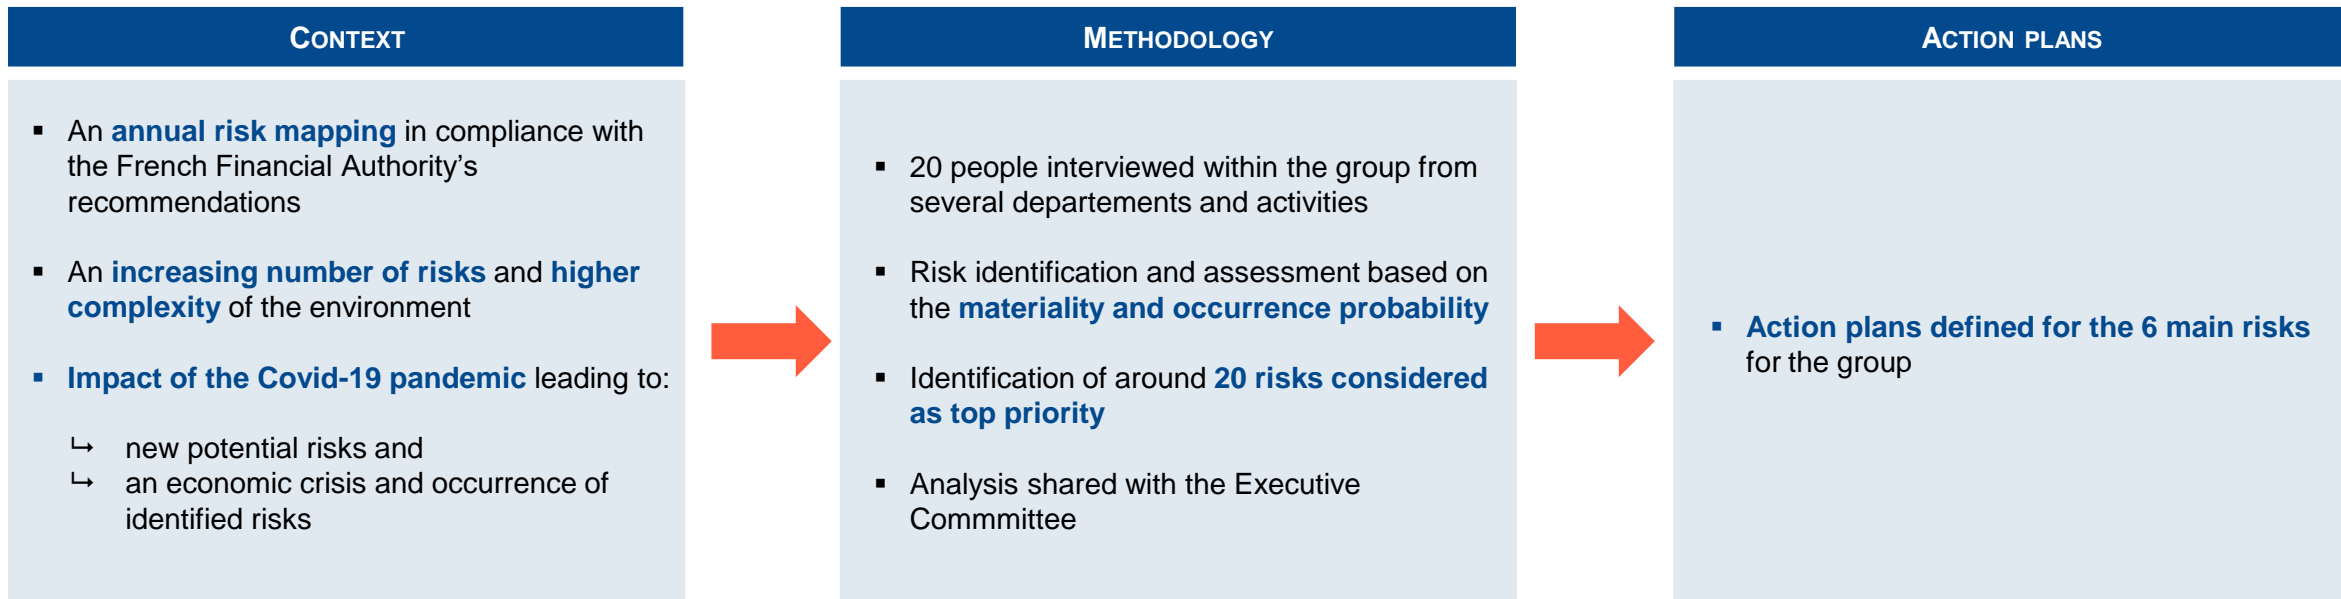 CONTEXT
▪ An annual risk mapping in compliance with
the French Financial Authority’s
recommendations
▪ An increasing number of risks and higher
complexity of the environment
▪ Impact of the Covid-19 pandemic leading to:
↳ new potential risks and
↳ an economic crisis and occurrence of
identified risks
METHODOLOGY
▪ 20 people interviewed within the group from
several departements and activities
▪ Risk identification and assessment based on
the materiality and occurrence probability
▪ Identification of around 20 risks considered
as top priority
▪ Analysis shared with the Executive
Commmittee
ACTION PLANS
▪ Action plans defined for the 6 main risks
for the group